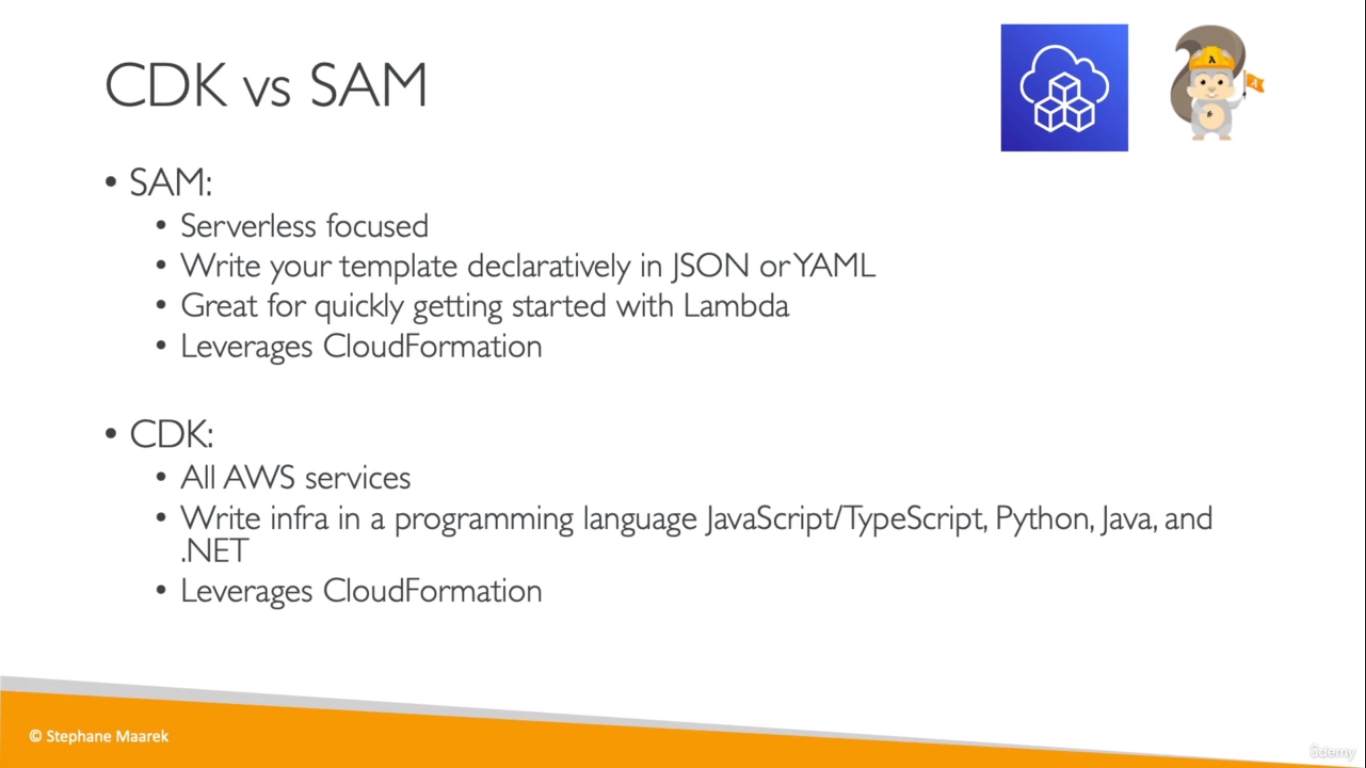 CDK vs SAM
• SAM:
• Serverless focused
• Write your template declaratively in JSON or YAML
• Great for quickly getting started with Lambda
• Leverages CloudFormation
• CDK:
• All AWS services
• Write infra in a programming language JavaScript/TypeScript, Python, Java, and
.NET
• Leverages CloudFormation
© Stephane Maarek
ûdemy